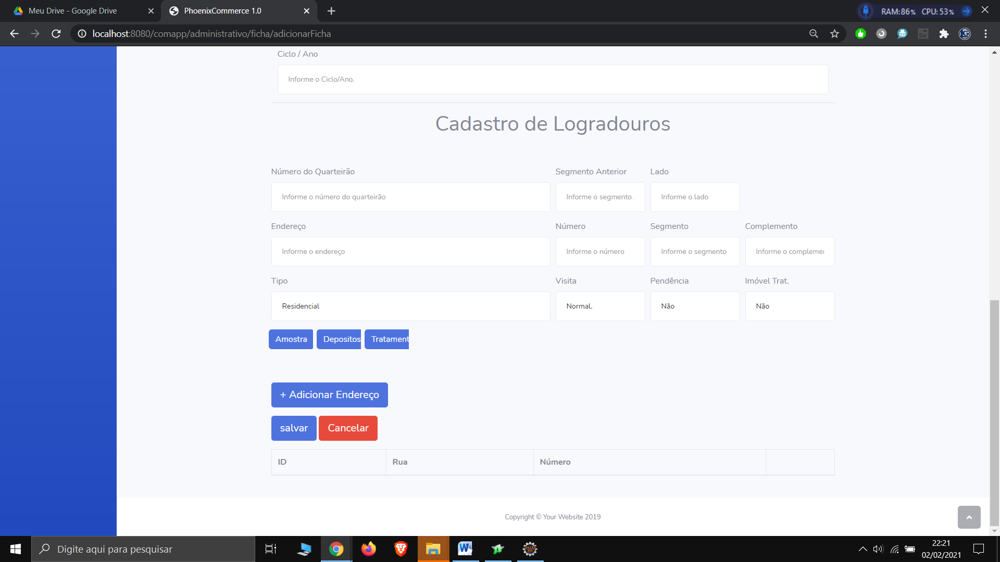 Meu Drive - Google Drive
PhoenixCommerce 1.0
RAM:86% CPU:53%
localhost:8080/comapp/administrativo/ficha/adicionarFicha
Ciclo / Ano
Informe o Ciclo/Ano.
Cadastro de Logradouros
Número do Quarteirão Segmento Anterior Lado
Informe o número do quarteirão Informe o segmento Informe o lado
Endereço Número Segmento Complemento
Informe o endereço Informe o número Informe o segmento Informe o complemen
Tipo Visita Pendência Imóvel Trat.
Residencial Normal. Não Não
Amostra Depositos Tratament
+ Adicionar Endereço
salvar Cancelar
ID Rua Número
Copyright © Your Website 2019
Digite aqui para pesquisar
22:21
02/02/2021